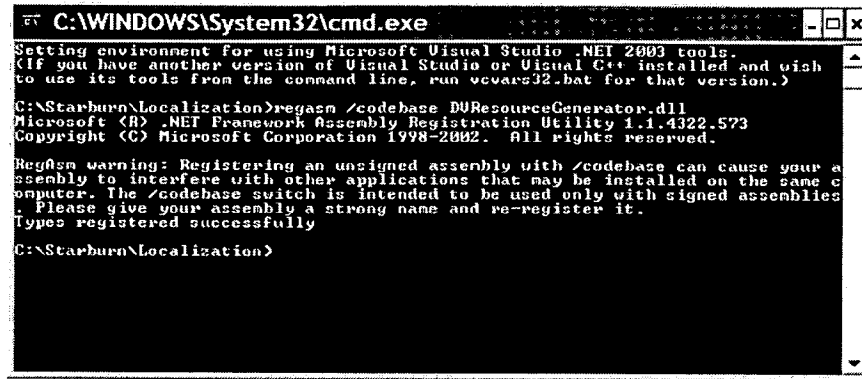 C:\WINDOWS\System32\cmd.exe
Setting environment for using Microsoft Visual Studio .NET 2003 tools.
(If you have another version of Visual Studio or Visual C++ installed and wish
to use its tools from the command line, run vcvars32.bat for that version.)
C:\Starburn\Localization>regasm /codebase DVResourceGenerator.dll
Microsoft (R) .NET Framework Assembly Registration Utility 1.1.4322.573
Copyright (C) Microsoft Corporation 1998-2002.  All rights reserved.
RegAsm warning: Registering an unsigned assembly with /codebase can cause your a
ssembly to interfere with other applications that may be installed on the same c
omputer. The /codebase switch is intended to be used only with signed assemblies
. Please give your assembly a strong name and re-register it.
Types registered successfully
C:\Starburn\Localization>